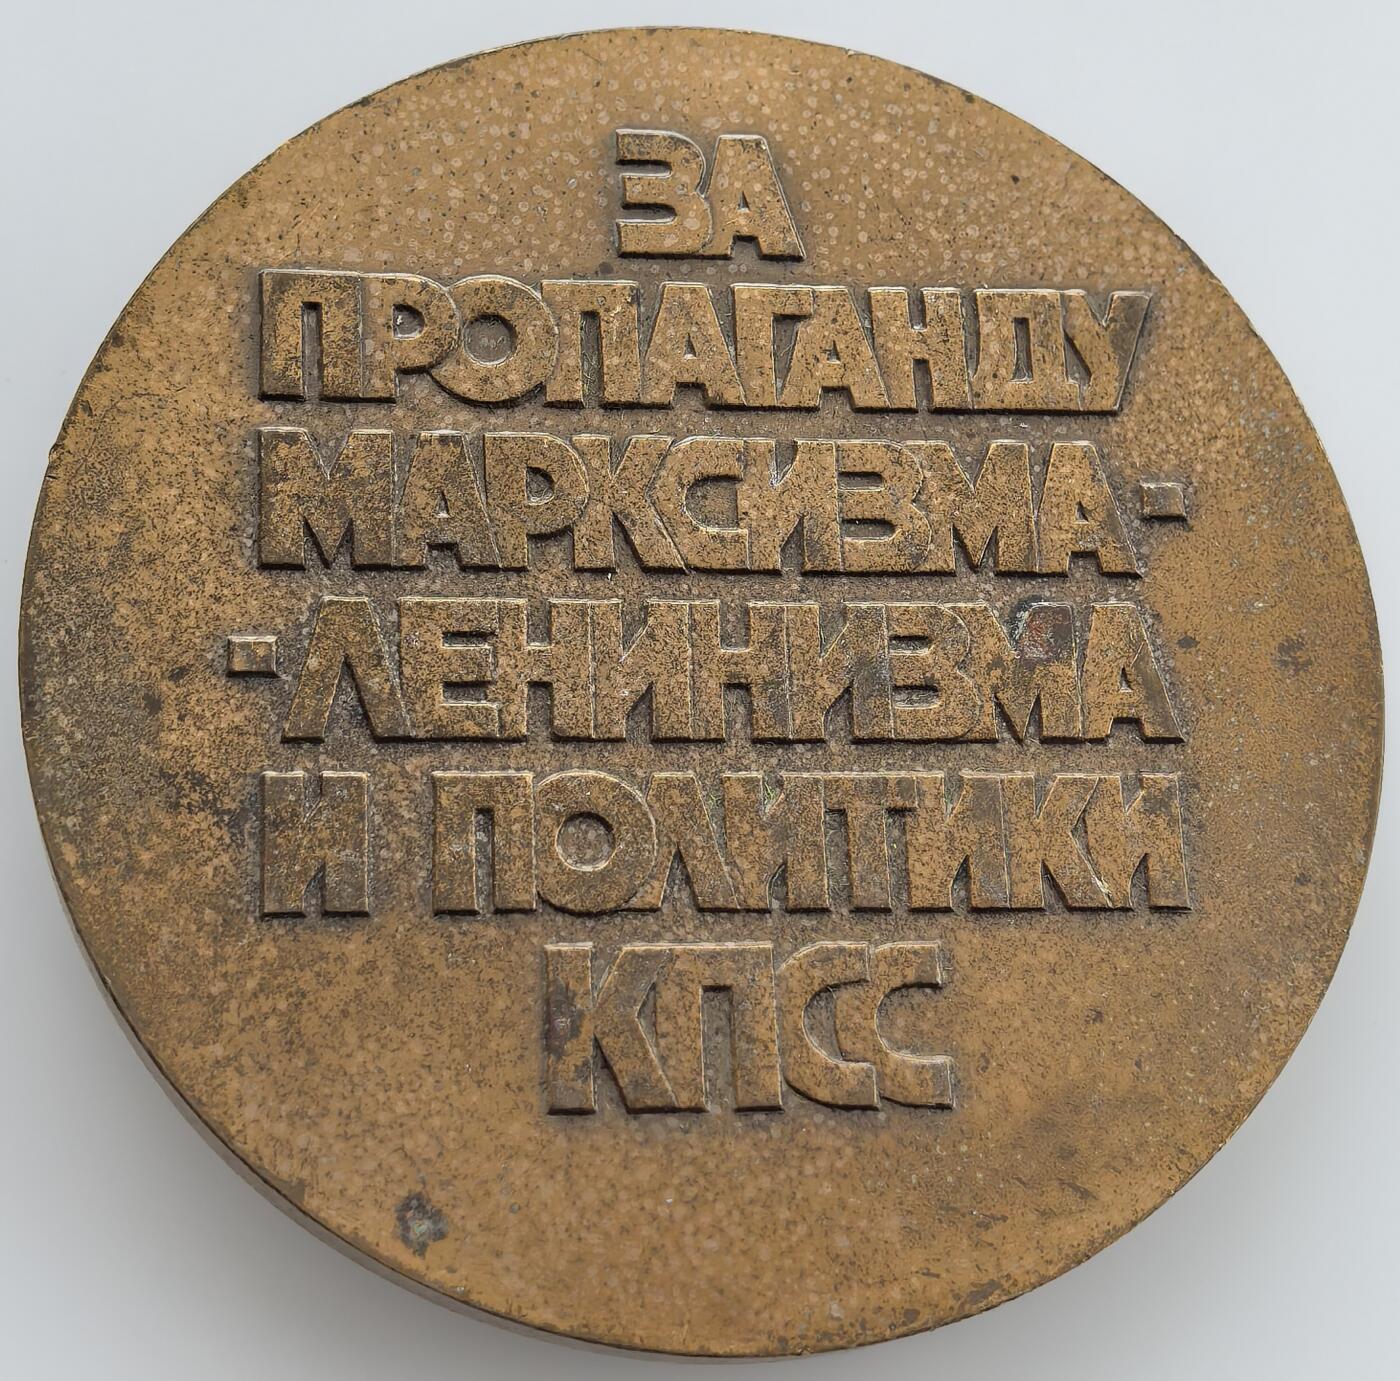 ЗА
ПРОПАГАНДУ
МАРКСИЗМА-
-ЛЕНИНИЗМА
И ПОЛИТИКИ
КПСС